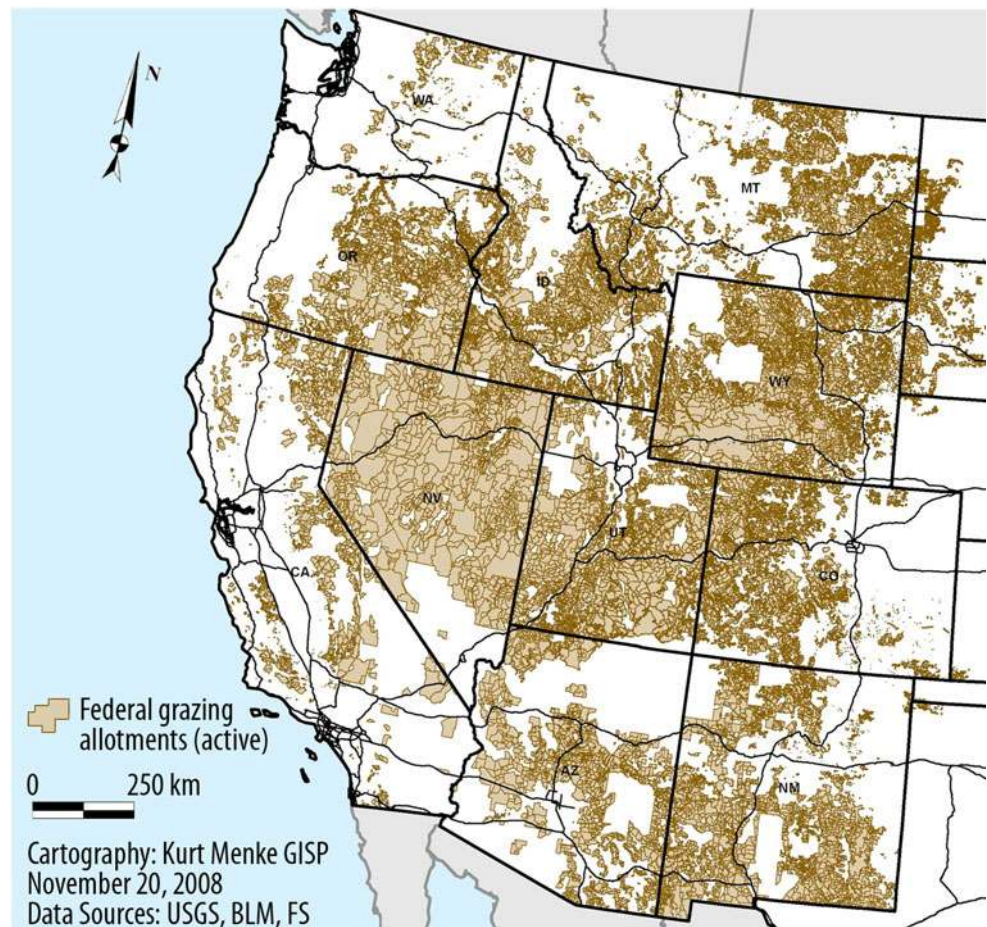 N
WA
MT
OR
ID
WY
NV
UT
CO
CA
AZ
NM
Federal grazing
allotments (active)
0 250 km
Cartography: Kurt Menke GISP
November 20, 2008
Data Sources: USGS, BLM, FS